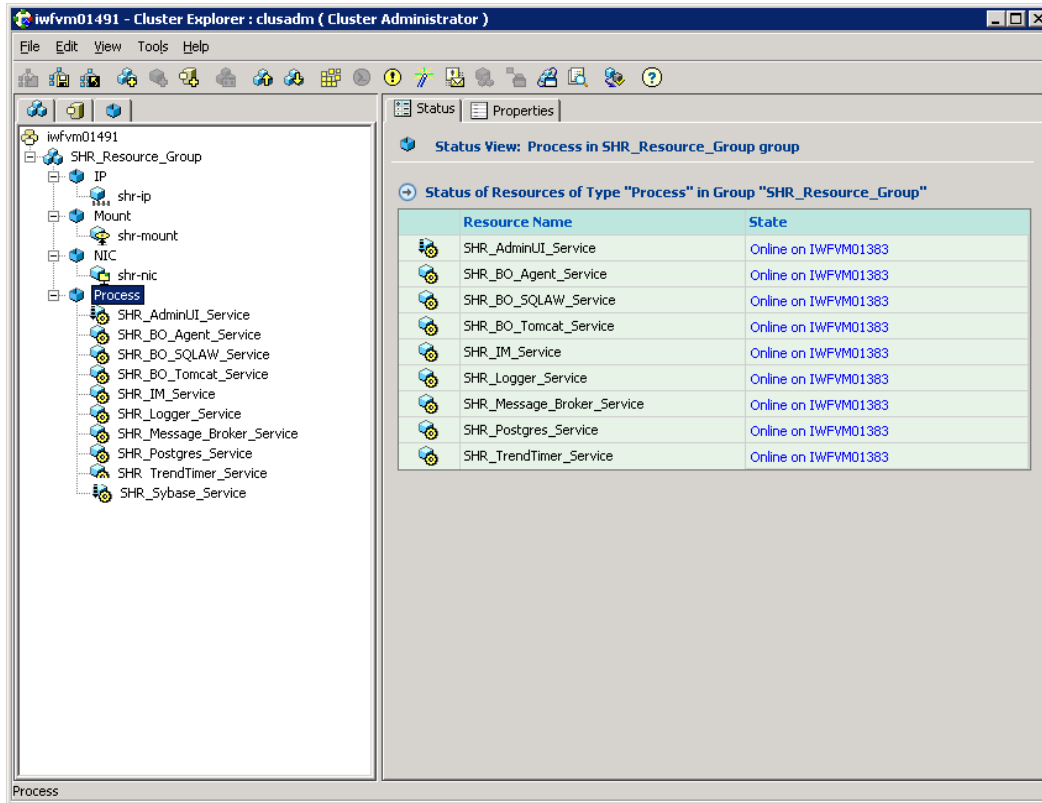 iwfvm01491 - Cluster Explorer : clusadm ( Cluster Administrator )
File Edit View Tools Help
Status Properties
iwfvm01491
SHR_Resource_Group
IP
shr-ip
Mount
shr-mount
NIC
shr-nic
Process
SHR_AdminUI_Service
SHR_BO_Agent_Service
SHR_BO_SQLAW_Service
SHR_BO_Tomcat_Service
SHR_IM_Service
SHR_Logger_Service
SHR_Message_Broker_Service
SHR_Postgres_Service
SHR TrendTimer_Service
SHR_Sybase_Service
Status View: Process in SHR_Resource_Group group
Status of Resources of Type "Process" in Group "SHR_Resource_Group"
Resource Name State
SHR_AdminUI_Service Online on IWFVM01383
SHR_BO_Agent_Service Online on IWFVM01383
SHR_BO_SQLAW_Service Online on IWFVM01383
SHR_BO_Tomcat_Service Online on IWFVM01383
SHR_IM_Service Online on IWFVM01383
SHR_Logger_Service Online on IWFVM01383
SHR_Message_Broker_Service Online on IWFVM01383
SHR_Postgres_Service Online on IWFVM01383
SHR_TrendTimer_Service Online on IWFVM01383
Process